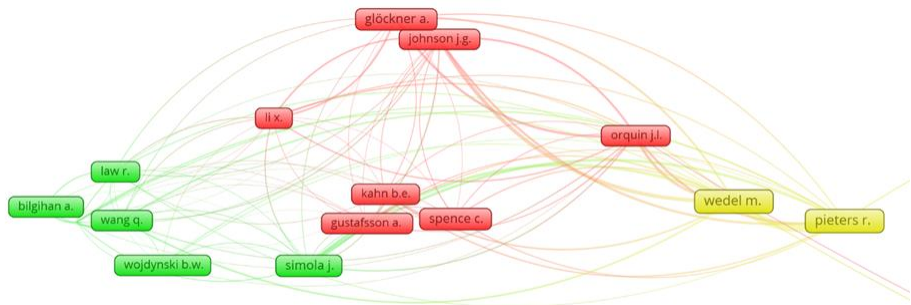 glöckner a.
johnson j.g.
li x.
orquin j.l.
law r.
kahn b.e.
wedel m.
bilgihan a.
wang q.
gustafsson a.
spence c.
pieters r.
wojdynski b.w.
simola j.